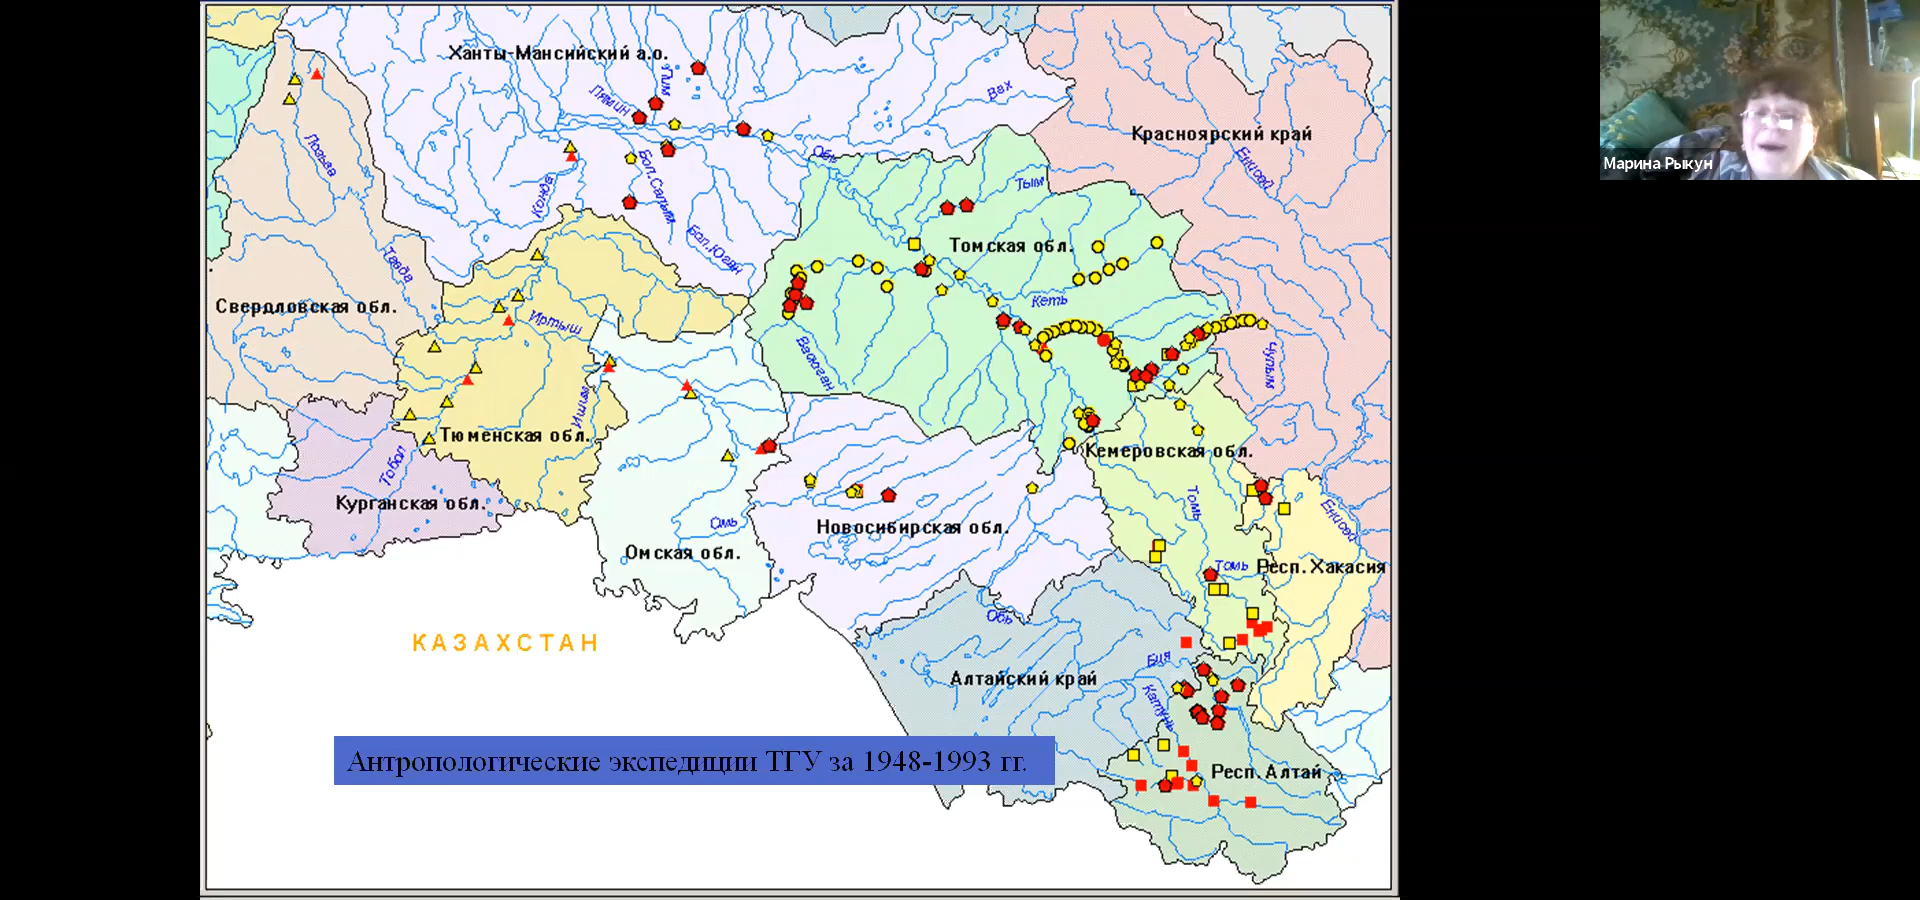 Ханты-Мансийский а.о.
Пим
Лямин
Вах
Красноярский край
Марина Рыкун
Обь
Енисей
Лозьва
Конда
Бол.Салым
Тым
Бол.Юган
Томская обл.
Тавда
Кеть
Свердловская обл.
Иртыш
Васюган
Чулым
Ишим
Тюменская обл.
Тобол
Кемеровская обл.
Курганская обл.
Омь
Новосибирская обл.
Томь
Енисей
Омская обл.
Томь
Респ. Хакасия
КАЗАХСТАН
Обь
Бия
Алтайский край
Катунь
Антропологические экспедиции ТГУ за 1948-1993 гг.
Респ. Алтай